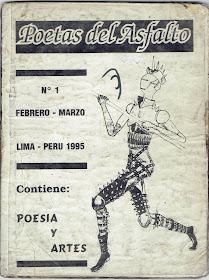 Poetas del Asfalto
N° 1
FEBRERO - MARZO
LIMA - PERU 1995
Contiene:
POESIA
Y
ARTES